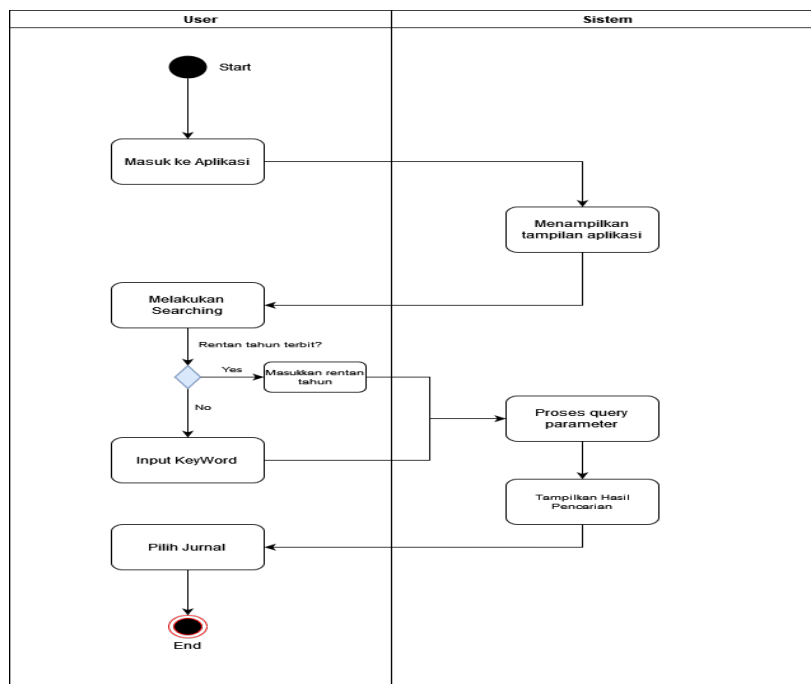 User
Sistem
Start
Masuk ke Aplikasi
Menampilkan
tampilan aplikasi
Melakukan
Searching
Rentan tahun terbit?
Yes
Masukkan rentan
tahun
No
Proses query
parameter
Input KeyWord
Tampilkan Hasil
Pencarian
Pilih Jurnal
End